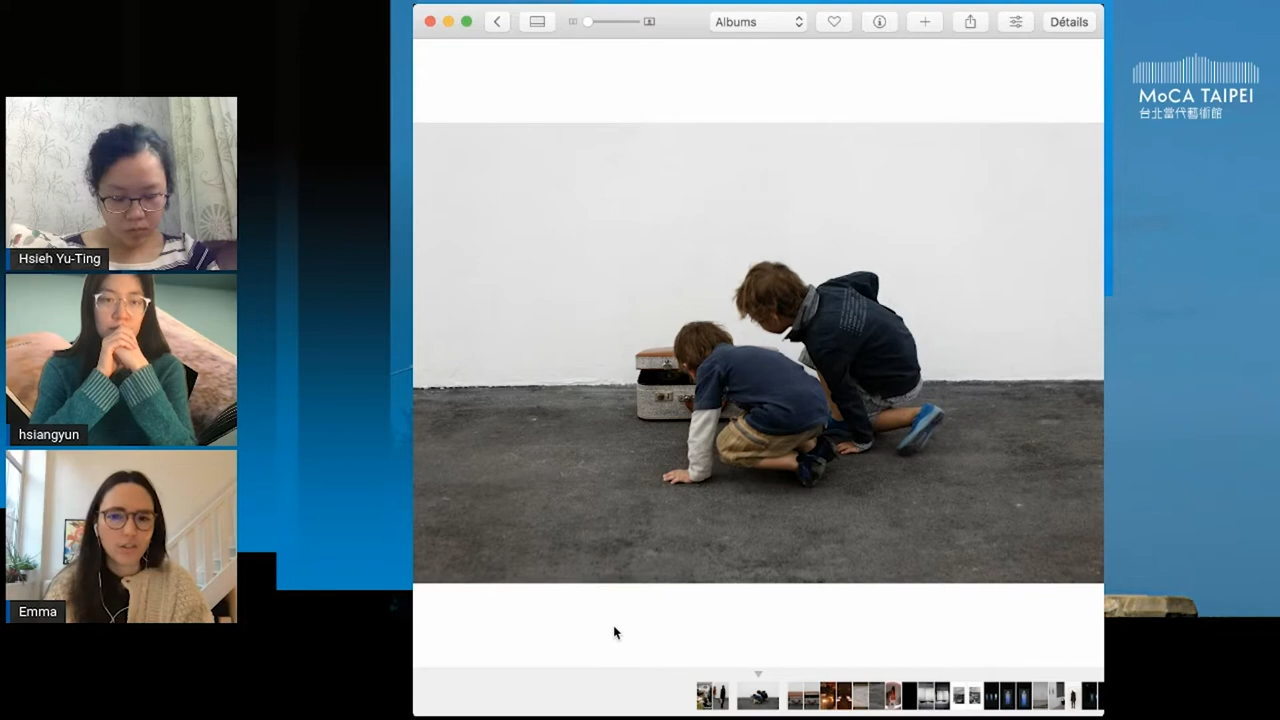 Albums
Détails
MoCA TAIPEI
台北當代藝術館
Hsieh Yu-Ting
hsiangyun
Emma